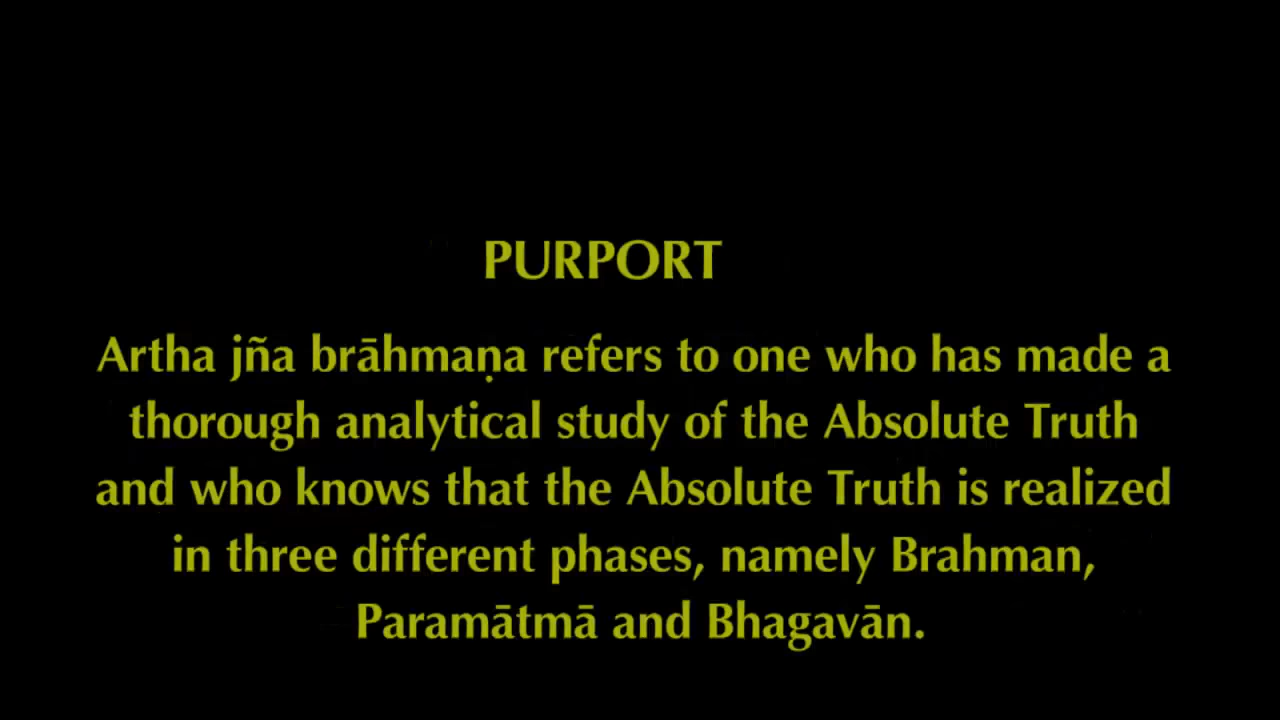 PURPORT
Artha jña brāhmaṇa refers to one who has made a
thorough analytical study of the Absolute Truth
and who knows that the Absolute Truth is realized
in three different phases, namely Brahman,
Paramātmā and Bhagavān.